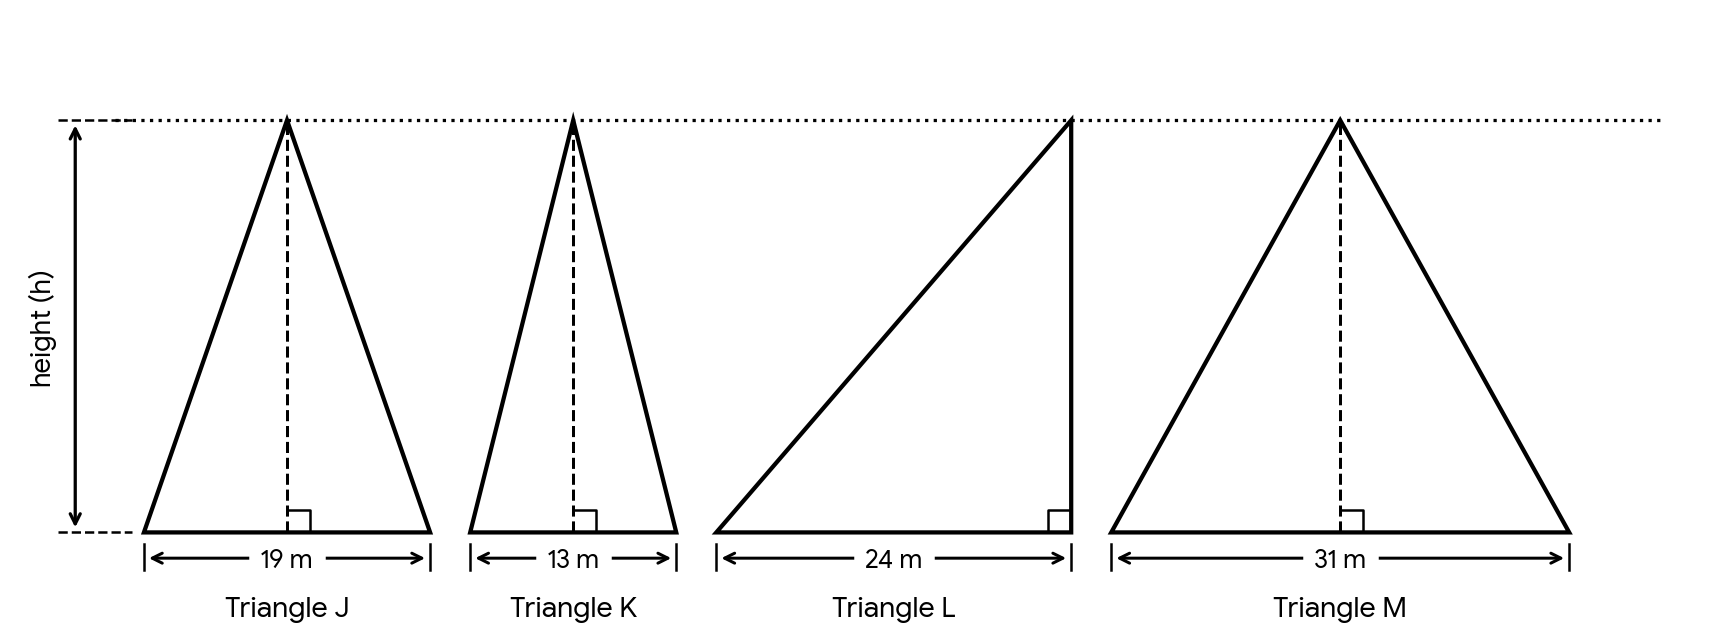 height (h)
19 m
13 m
24 m
31 m
Triangle J
Triangle K
Triangle L
Triangle M